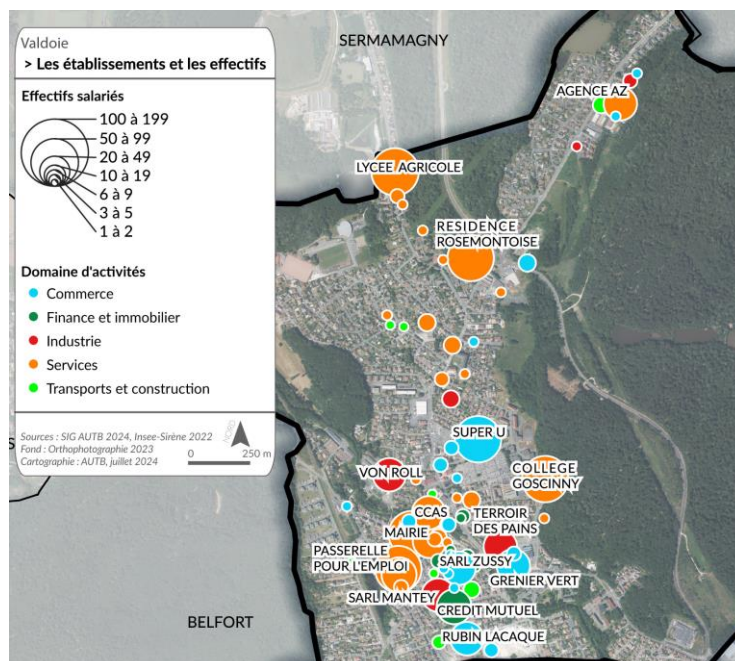 Valdoie
> Les établissements et les effectifs
Effectifs salariés
100 à 199
50 à 99
20 à 49
10 à 19
6 à 9
3 à 5
1 à 2
Domaine d'activités
Commerce
Finance et immobilier
Industrie
Services
Transports et construction
Sources : SIG AUTB 2024, Insee-Sirène 2022
Fond : Orthophotographie 2023
Cartographie : AUTB, juillet 2024
NORD
0 250 m
SERMAMAGNY
AGENCE AZ
LYCEE AGRICOLE
RESIDENCE
ROSEMONTOISE
SUPER U
VON ROLL
COLLEGE
GOSCINNY
CCAS
TERROIR
DES PAINS
MAIRIE
PASSERELLE
POUR L'EMPLOI
SARL ZUSSY
GRENIER VERT
SARL MANTEY
CREDIT MUTUEL
BELFORT
RUBIN LACAQUE